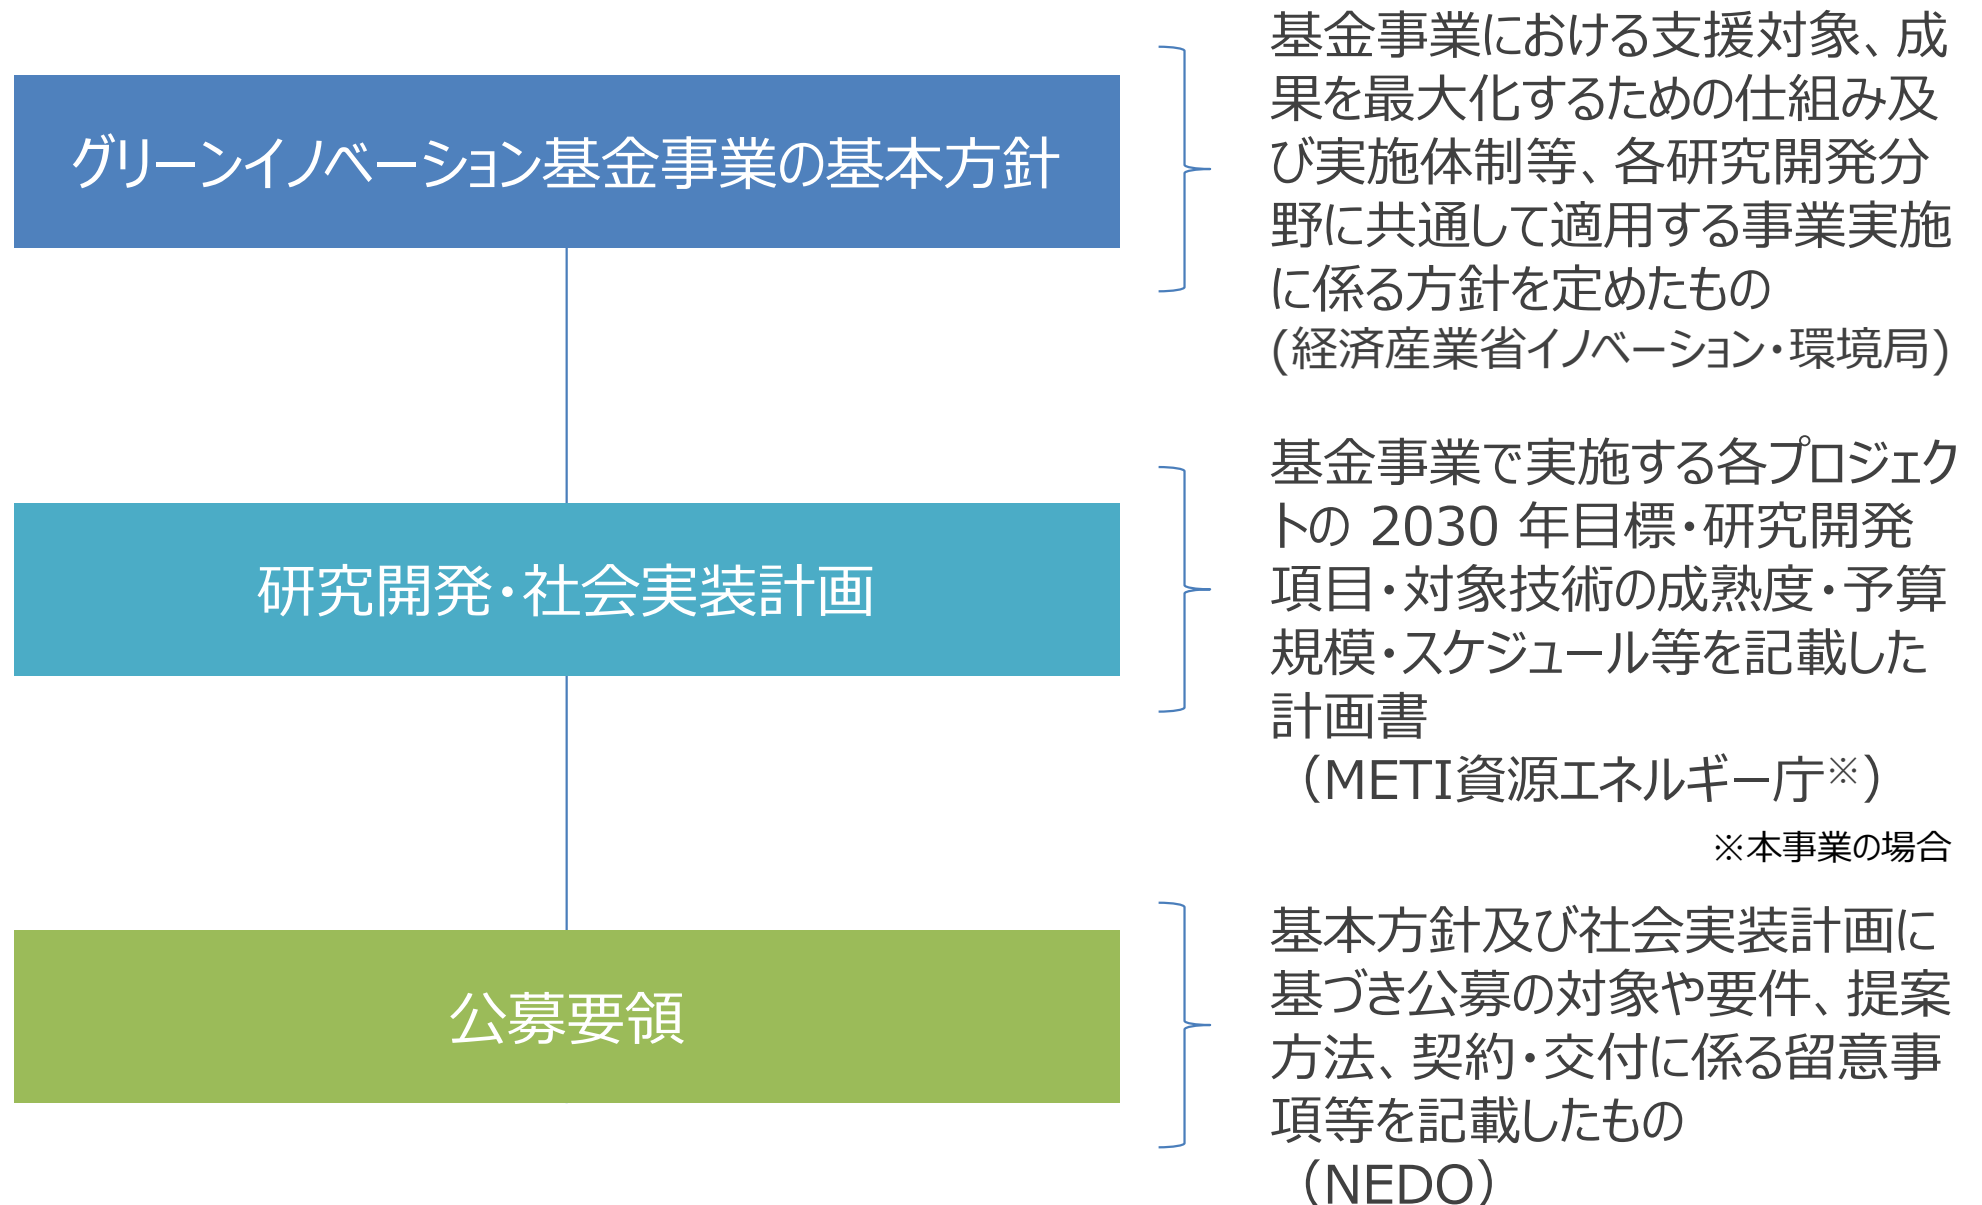 グリーンイノベーション基金事業の基本方針
基金事業における支援対象、成
果を最大化するための仕組み及
び実施体制等、各研究開発分
野に共通して適用する事業実施
に係る方針を定めたもの
(経済産業省イノベーション・環境局)
研究開発・社会実装計画
基金事業で実施する各プロジェク
トの 2030 年目標・研究開発
項目・対象技術の成熟度・予算
規模・スケジュール等を記載した
計画書
（METI資源エネルギー庁※）
※本事業の場合
公募要領
基本方針及び社会実装計画に
基づき公募の対象や要件、提案
方法、契約・交付に係る留意事
項等を記載したもの
（NEDO）